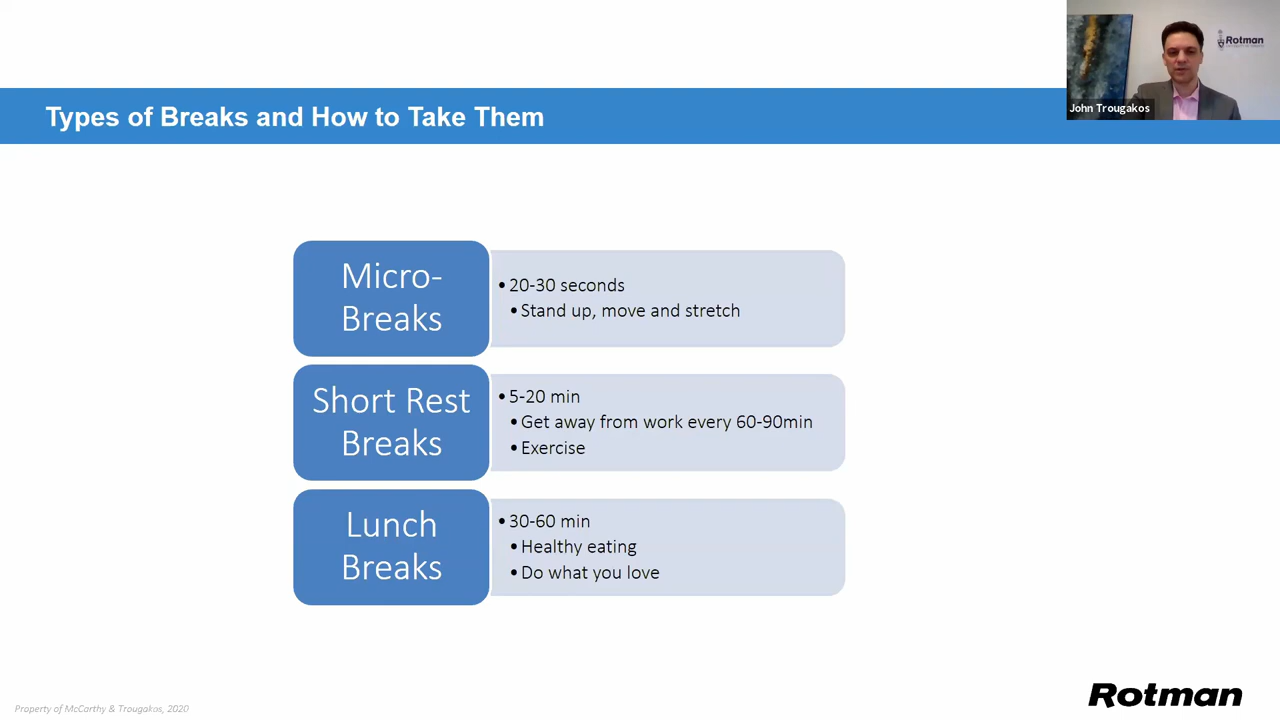 Types of Breaks and How to Take Them
Rotman
John Trougakos
Micro-
Breaks
• 20-30 seconds
• Stand up, move and stretch
Short Rest
Breaks
• 5-20 min
• Get away from work every 60-90min
• Exercise
Lunch
Breaks
• 30-60 min
• Healthy eating
• Do what you love
Property of McCarthy & Trougakos, 2020
Rotman